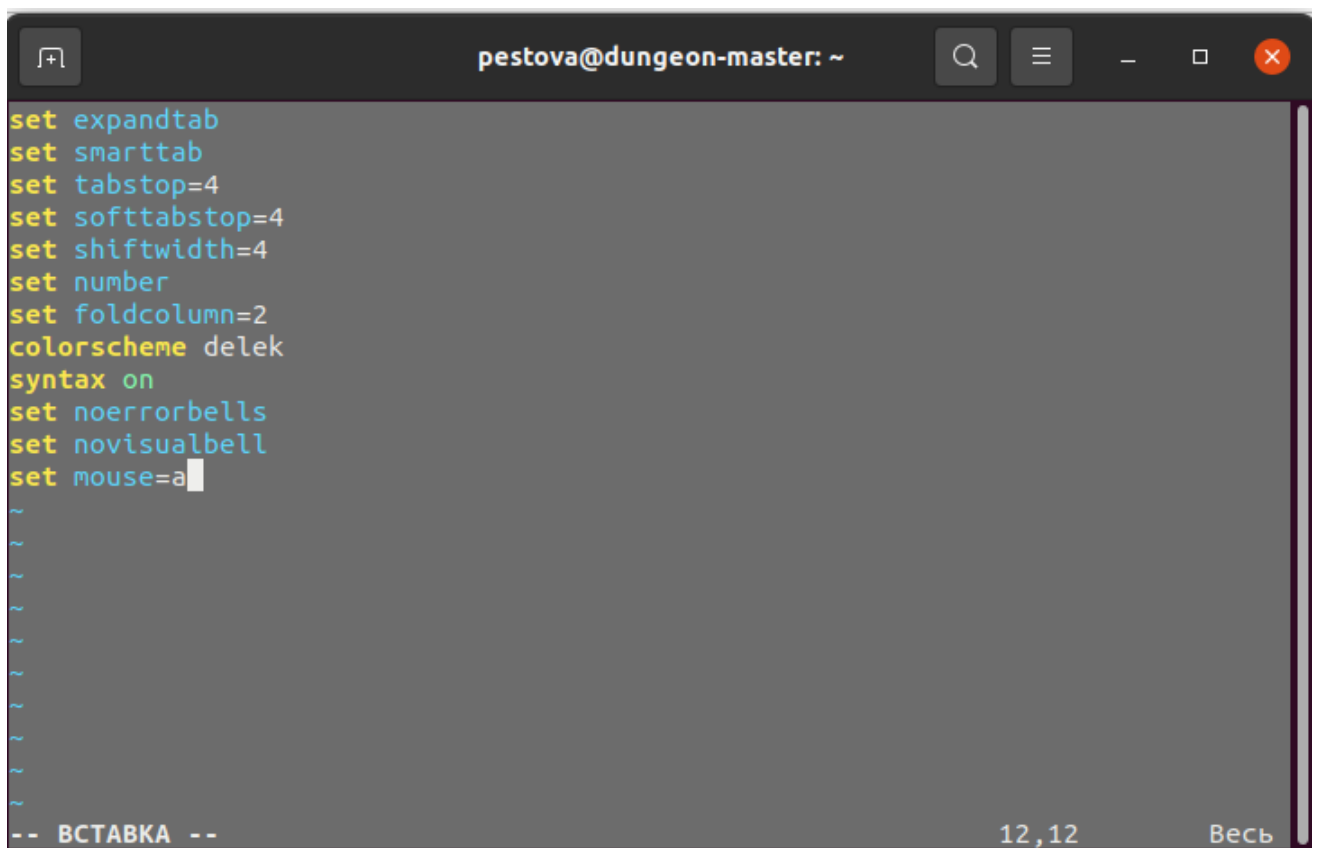 pestova@dungeon-master: ~
set expandtab
set smarttab
set tabstop=4
set softtabstop=4
set shiftwidth=4
set number
set foldcolumn=2
colorscheme delek
syntax on
set noerrorbells
set novisualbell
set mouse=a
~
~
~
~
~
~
~
~
~
~
-- ВСТАВКА -- 12,12 Весь